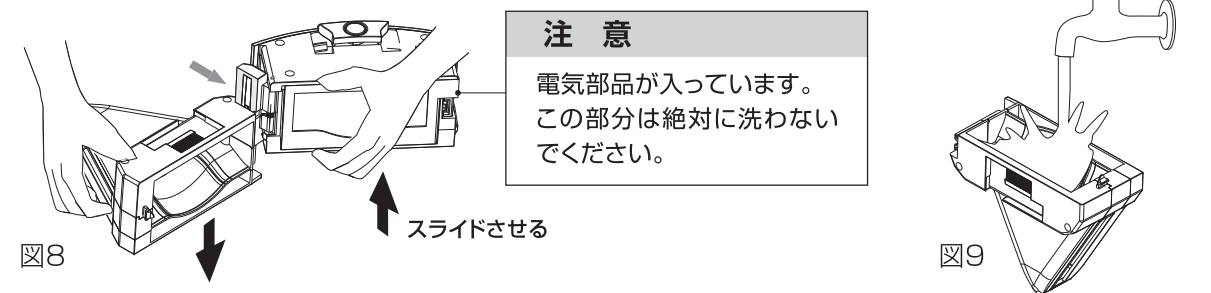 注 意
電気部品が入っています。
この部分は絶対に洗わない
でください。
スライドさせる
図8
図9